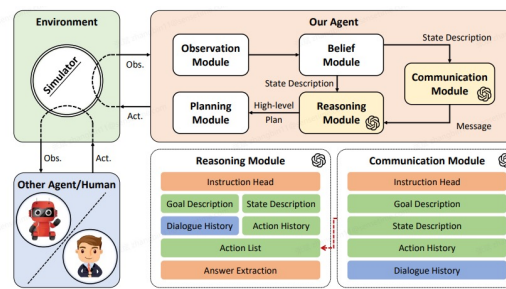 Environment
Simulator
Obs.
Act.
Obs.
Act.
Other Agent/Human
Our Agent
Observation
Module
Belief
Module
State Description
Communication
Module
State Description
Planning
Module
High-level
Plan
Reasoning
Module
Message
Reasoning Module
Instruction Head
Goal Description
State Description
Dialogue History
Action History
Action List
Answer Extraction
Communication Module
Instruction Head
Goal Description
State Description
Action History
Dialogue History